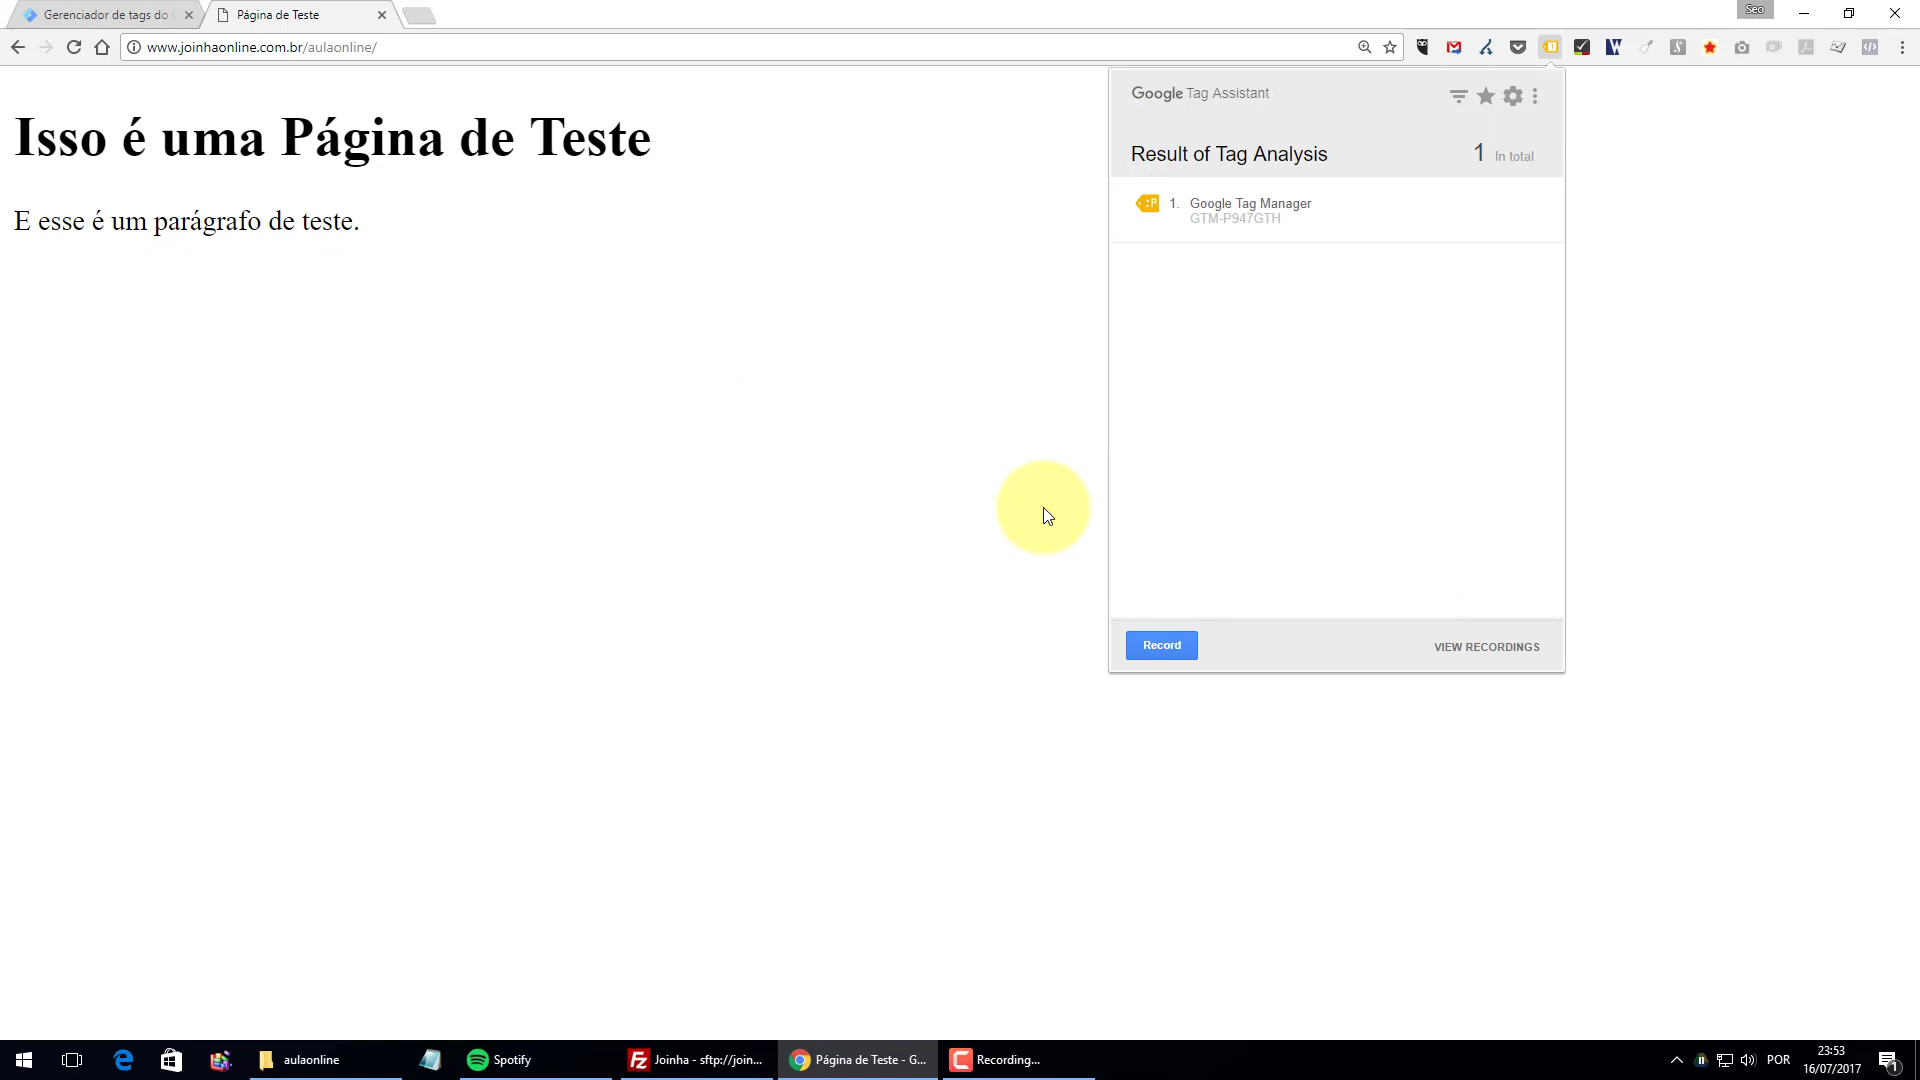 Gerenciador de tags do
Página de Teste
Seo
www.joinhaonline.com.br/aulaonline/
Isso é uma Página de Teste
E esse é um parágrafo de teste.
Google Tag Assistant
Result of Tag Analysis
1 In total
1. Google Tag Manager
GTM-P947GTH
Record
VIEW RECORDINGS
aulaonline
Spotify
Joinha - sftp://join...
Página de Teste - G...
Recording...
POR
23:53
16/07/2017
1